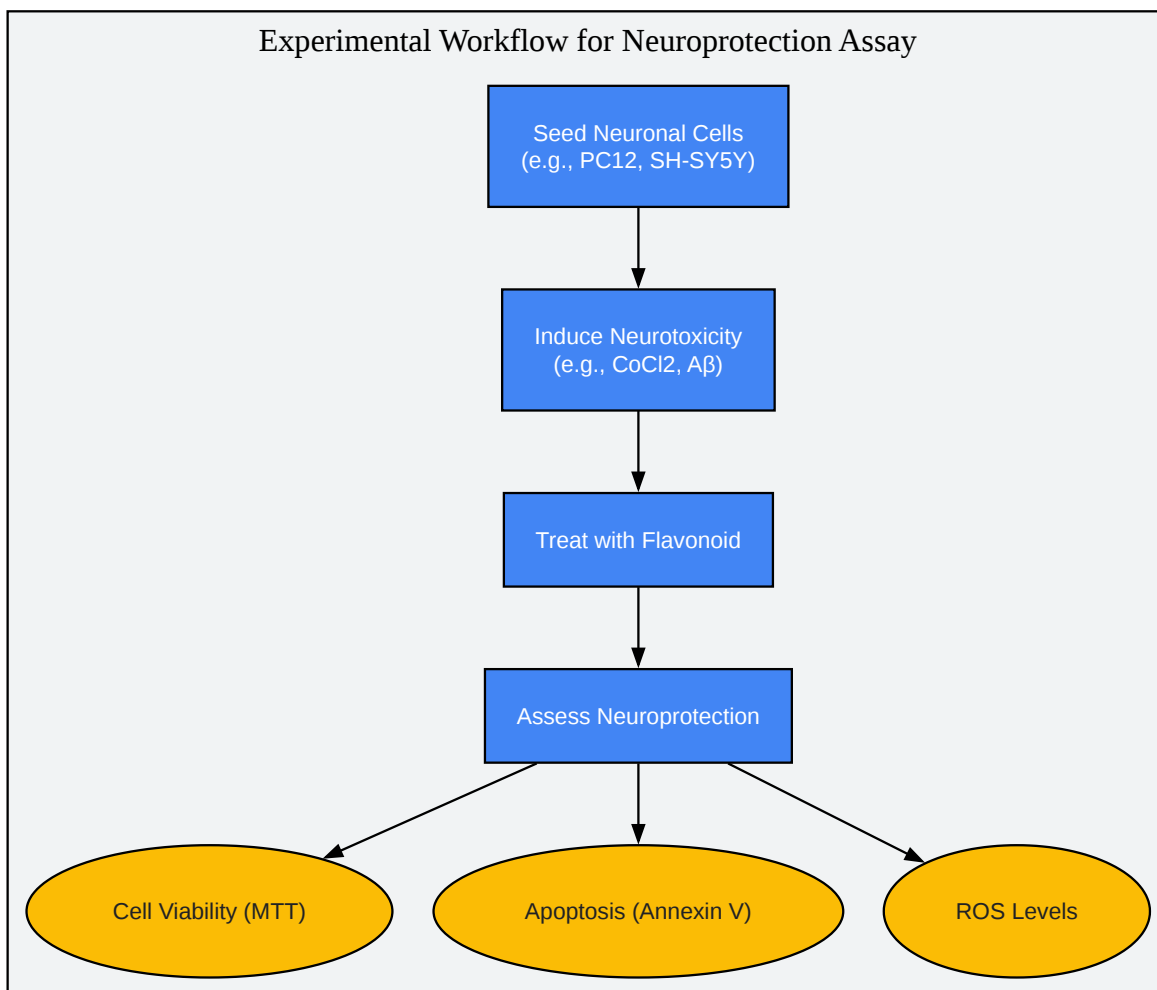 Experimental Workflow for Neuroprotection Assay
Seed Neuronal Cells
(e.g., PC12, SH-SY5Y)
Induce Neurotoxicity
(e.g., CoCl2, Aβ)
Treat with Flavonoid
Assess Neuroprotection
Cell Viability (MTT)
Apoptosis (Annexin V)
ROS Levels